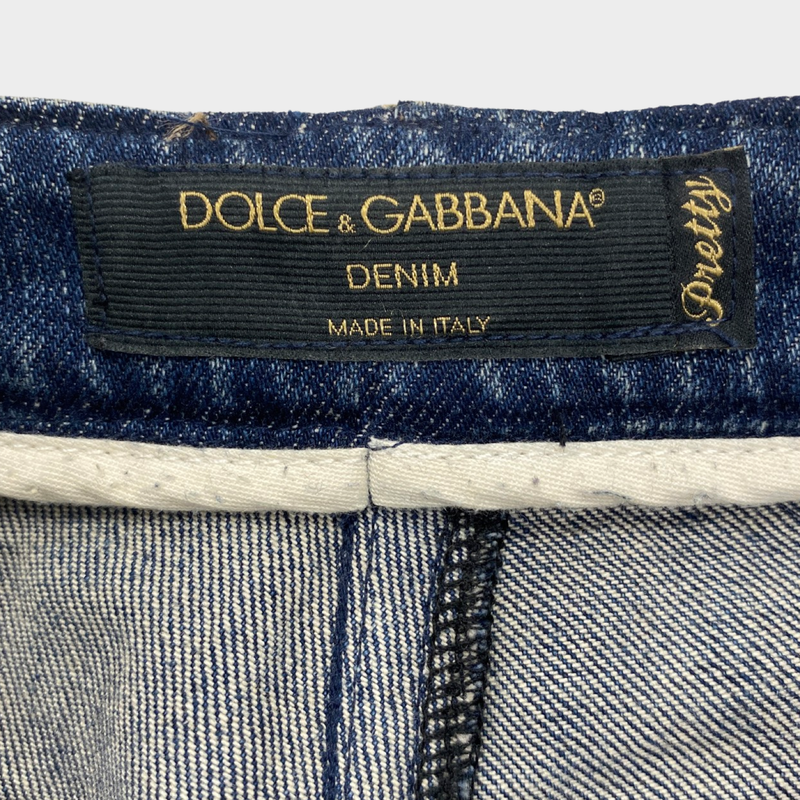 DOLCE & GABBANA®
DENIM
MADE IN ITALY
Pretty